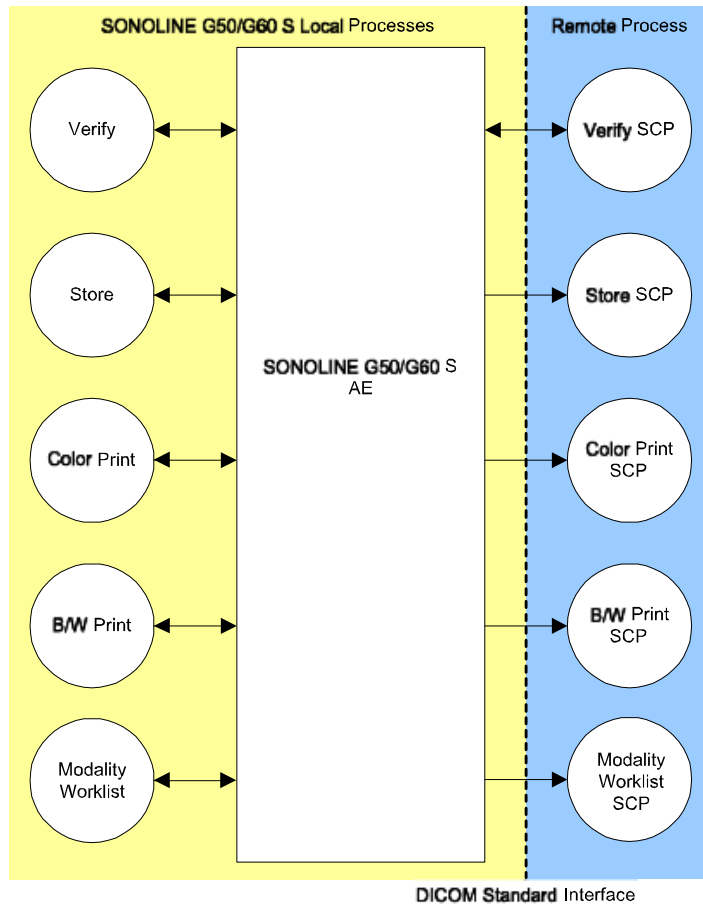 SONOLINE G50/G60 S Local Processes
Remote Process
Verify
Verify SCP
Store
Store SCP
SONOLINE G50/G60 S
AE
Color Print
Color Print
SCP
B/W Print
B/W Print
SCP
Modality
Worklist
Modality
Worklist
SCP
DICOM Standard Interface